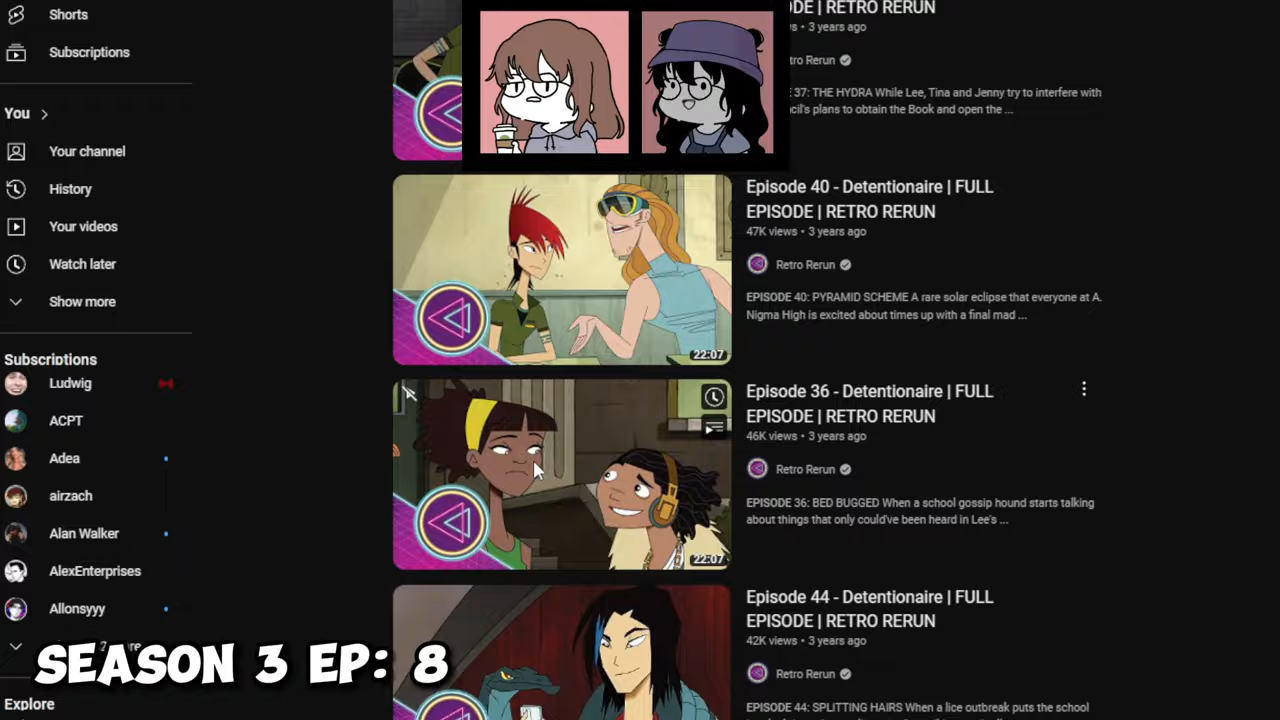 Shorts
Subscriptions
You
Your channel
History
Your videos
Watch later
Show more
Subscriptions
Ludwig
ACPT
Adea
airzach
Alan Walker
AlexEnterprises
Allonsyyy
Explore
RETRO RERUN
3 years ago
Rerun
37: THE HYDRA While Lee, Tina and Jenny try to interfere with
plans to obtain the Book and open the ...
Episode 40 - Detentionaire | FULL
EPISODE | RETRO RERUN
47K views • 3 years ago
Retro Rerun
EPISODE 40: PYRAMID SCHEME A rare solar eclipse that everyone at A.
Nigma High is excited about times up with a final mad ...
22:07
Episode 36 - Detentionaire | FULL
EPISODE | RETRO RERUN
46K views • 3 years ago
Retro Rerun
EPISODE 36: BED BUGGED When a school gossip hound starts talking
about things that only could've been heard in Lee's ...
22:07
Episode 44 - Detentionaire | FULL
EPISODE | RETRO RERUN
42K views • 3 years ago
Retro Rerun
EPISODE 44: SPLITTING HAIRS When a lice outbreak puts the school
SEASON 3 EP: 8